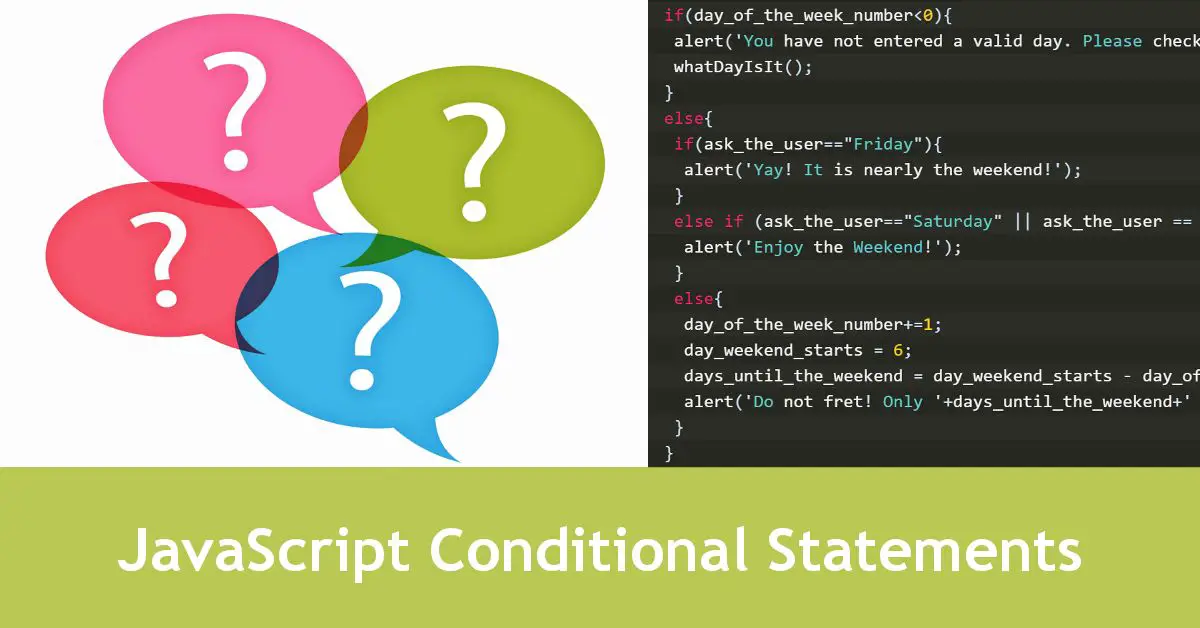 ?
?
?
?
if(day_of_the_week_number<0){
alert('You have not entered a valid day. Please check
whatDayIsIt();
}
else{
if(ask_the_user=="Friday"){
alert('Yay! It is nearly the weekend!');
}
else if (ask_the_user=="Saturday" || ask_the_user ==
alert('Enjoy the Weekend!');
}
else{
day_of_the_week_number+=1;
day_weekend_starts = 6;
days_until_the_weekend = day_weekend_starts - day_of
alert('Do not fret! Only '+days_until_the_weekend+'
}
}
JavaScript Conditional Statements